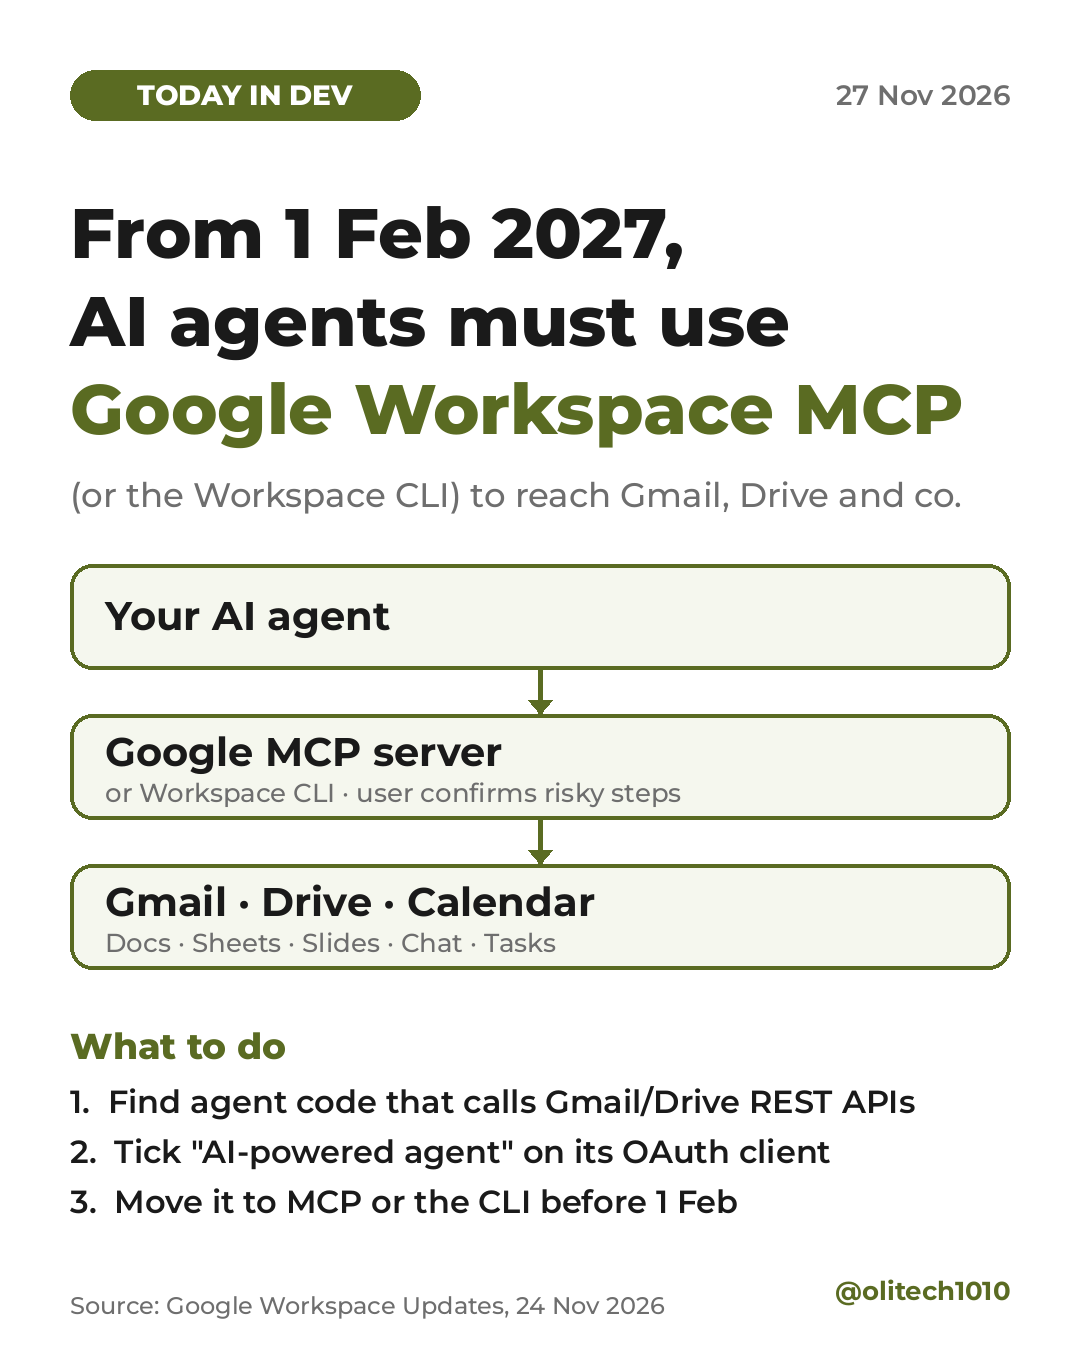 TODAY IN DEV
27 Nov 2026
From 1 Feb 2027,
AI agents must use
Google Workspace MCP
(or the Workspace CLI) to reach Gmail, Drive and co.
Your AI agent
Google MCP server
or Workspace CLI · user confirms risky steps
Gmail · Drive · Calendar
Docs · Sheets · Slides · Chat · Tasks
What to do
1. Find agent code that calls Gmail/Drive REST APIs
2. Tick "AI-powered agent" on its OAuth client
3. Move it to MCP or the CLI before 1 Feb
Source: Google Workspace Updates, 24 Nov 2026
@olitech1010